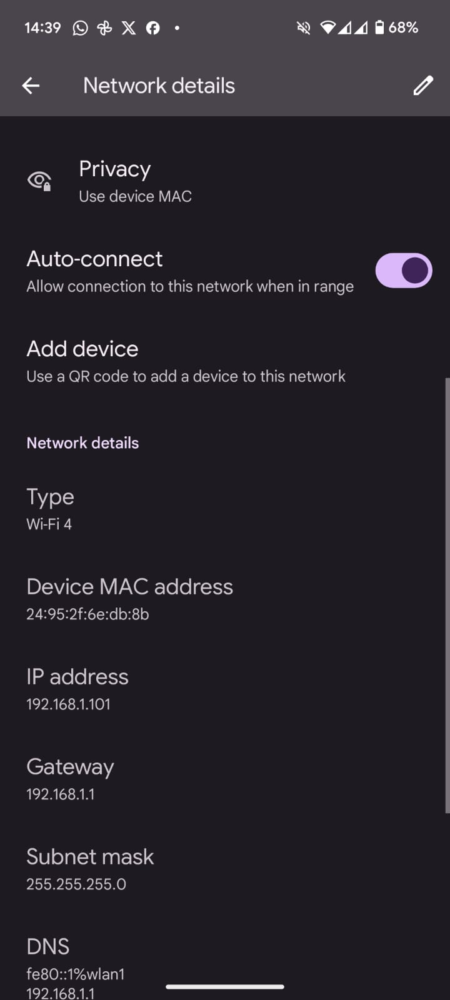 14:39 68%
Network details
Privacy
Use device MAC
Auto-connect
Allow connection to this network when in range
Add device
Use a QR code to add a device to this network
Network details
Type
Wi-Fi 4
Device MAC address
24:95:2f:6e:db:8b
IP address
192.168.1.101
Gateway
192.168.1.1
Subnet mask
255.255.255.0
DNS
fe80::1%wlan1
192.168.1.1